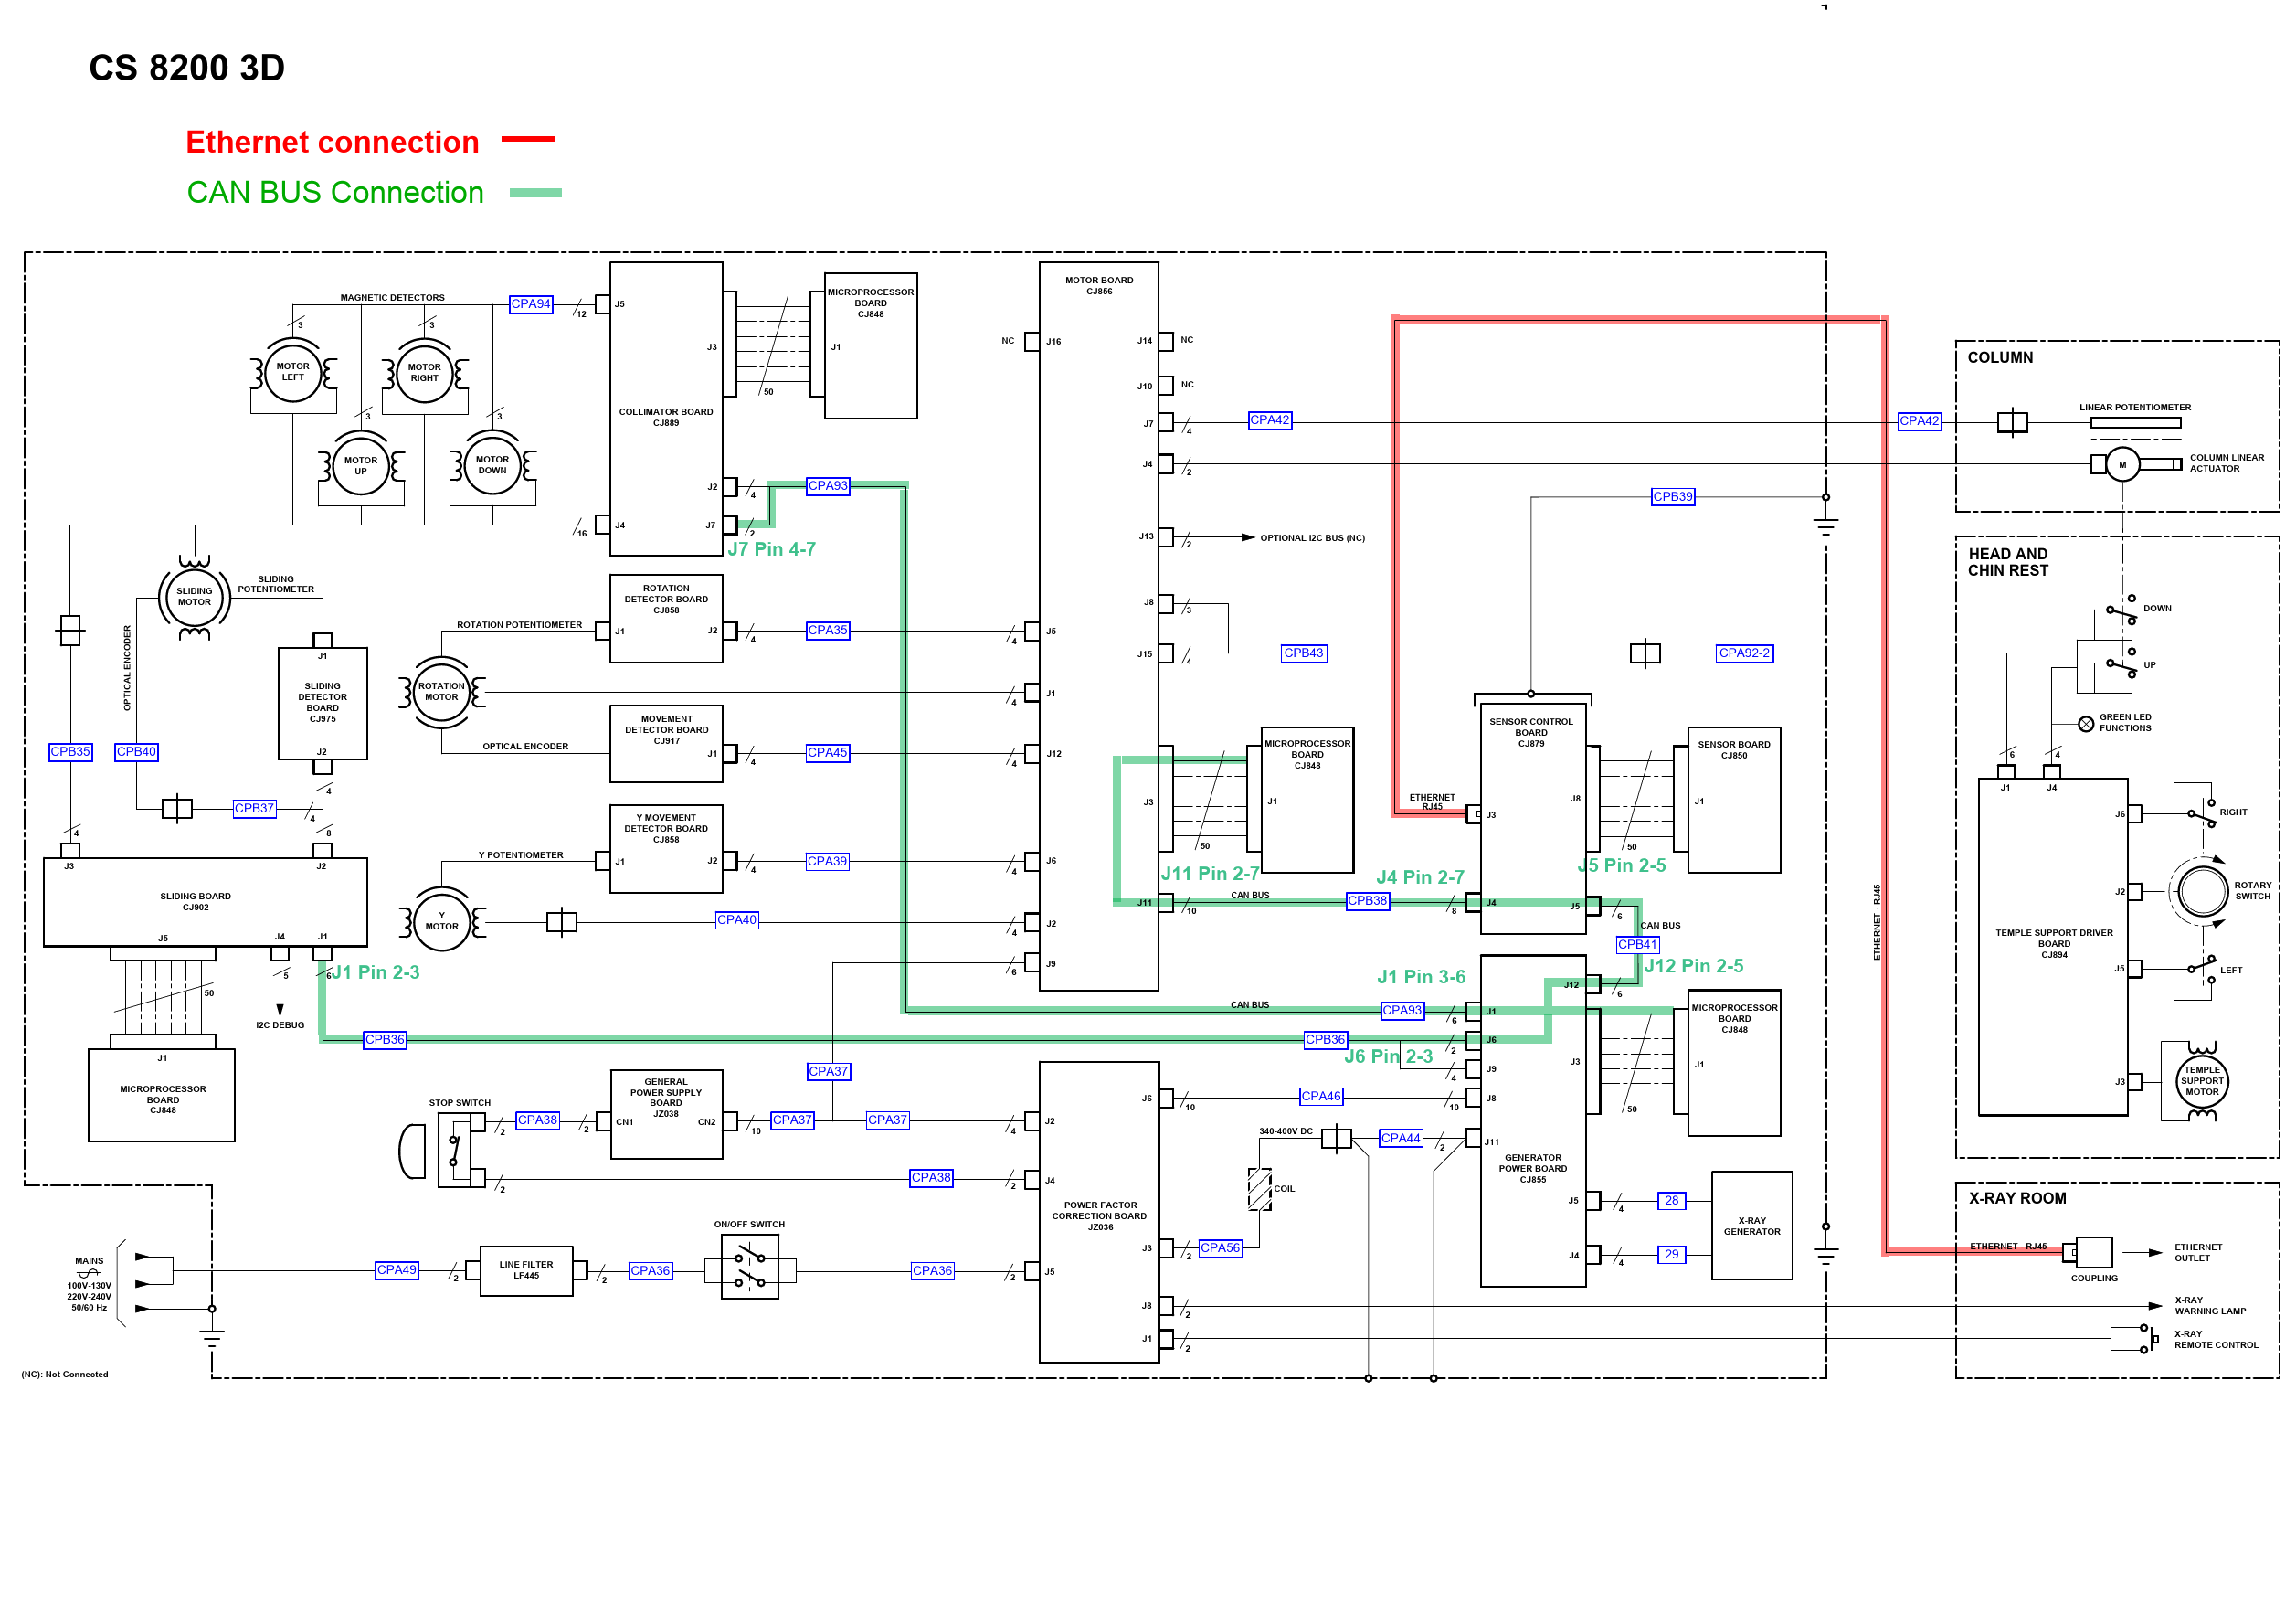 CS 8200 3D
Ethernet connection
CAN BUS Connection
MAGNETIC DETECTORS
CPA94
12
3
3
MOTOR
LEFT
MOTOR
RIGHT
3
3
MOTOR
UP
MOTOR
DOWN
16
J5
J3
COLLIMATOR BOARD
CJ889
J2
J4
J7
4
2
CPA93
J7 Pin 4-7
50
MICROPROCESSOR
BOARD
CJ848
J1
SLIDING
MOTOR
SLIDING
POTENTIOMETER
OPTICAL ENCODER
J1
SLIDING
DETECTOR
BOARD
CJ975
J2
CPB35
CPB40
CPB37
4
4
4
8
J3
J2
SLIDING BOARD
CJ902
J5
J4
J1
50
5
6
J1 Pin 2-3
I2C DEBUG
J1
MICROPROCESSOR
BOARD
CJ848
CPB36
ROTATION
DETECTOR BOARD
CJ858
ROTATION POTENTIOMETER
J1
J2
4
CPA35
4
ROTATION
MOTOR
4
MOVEMENT
DETECTOR BOARD
CJ917
OPTICAL ENCODER
J1
4
CPA45
4
Y MOVEMENT
DETECTOR BOARD
CJ858
Y POTENTIOMETER
J1
J2
4
CPA39
4
Y
MOTOR
CPA40
4
6
MOTOR BOARD
CJ856
NC
J16
J14
NC
J10
NC
J7
4
CPA42
CPA42
J4
2
J13
2
OPTIONAL I2C BUS (NC)
J8
3
J5
J15
4
CPB43
CPA92-2
J1
J12
J3
J6
J11
J2
J9
50
MICROPROCESSOR
BOARD
CJ848
J1
J11 Pin 2-7
10
CAN BUS
CPB38
J4 Pin 2-7
8
CPB39
SENSOR CONTROL
BOARD
CJ879
ETHERNET
RJ45
J3
J8
J4
J5
50
SENSOR BOARD
CJ850
J1
J5 Pin 2-5
6
CAN BUS
CPB41
J12 Pin 2-5
J1 Pin 3-6
J12
6
CAN BUS
CPA93
6
J1
CPB36
2
J6
J6 Pin 2-3
4
J9
J3
50
MICROPROCESSOR
BOARD
CJ848
J1
CPA46
10
10
J8
340-400V DC
CPA44
2
J11
GENERATOR
POWER BOARD
CJ855
COIL
J5
4
28
J4
4
29
X-RAY
GENERATOR
CPA37
GENERAL
POWER SUPPLY
BOARD
JZ038
STOP SWITCH
2
CPA38
2
CN1
CN2
10
CPA37
CPA37
4
2
CPA38
2
J6
J2
J4
POWER FACTOR
CORRECTION BOARD
JZ036
J3
2
CPA56
J5
J8
2
J1
2
ON/OFF SWITCH
MAINS
100V-130V
220V-240V
50/60 Hz
CPA49
2
LINE FILTER
LF445
2
CPA36
CPA36
2
(NC): Not Connected
COLUMN
LINEAR POTENTIOMETER
M
COLUMN LINEAR
ACTUATOR
HEAD AND
CHIN REST
DOWN
UP
GREEN LED
FUNCTIONS
6
4
J1
J4
J6
RIGHT
J2
ROTARY
SWITCH
TEMPLE SUPPORT DRIVER
BOARD
CJ894
J5
LEFT
J3
TEMPLE
SUPPORT
MOTOR
ETHERNET - RJ45
X-RAY ROOM
ETHERNET - RJ45
COUPLING
ETHERNET
OUTLET
X-RAY
WARNING LAMP
X-RAY
REMOTE CONTROL